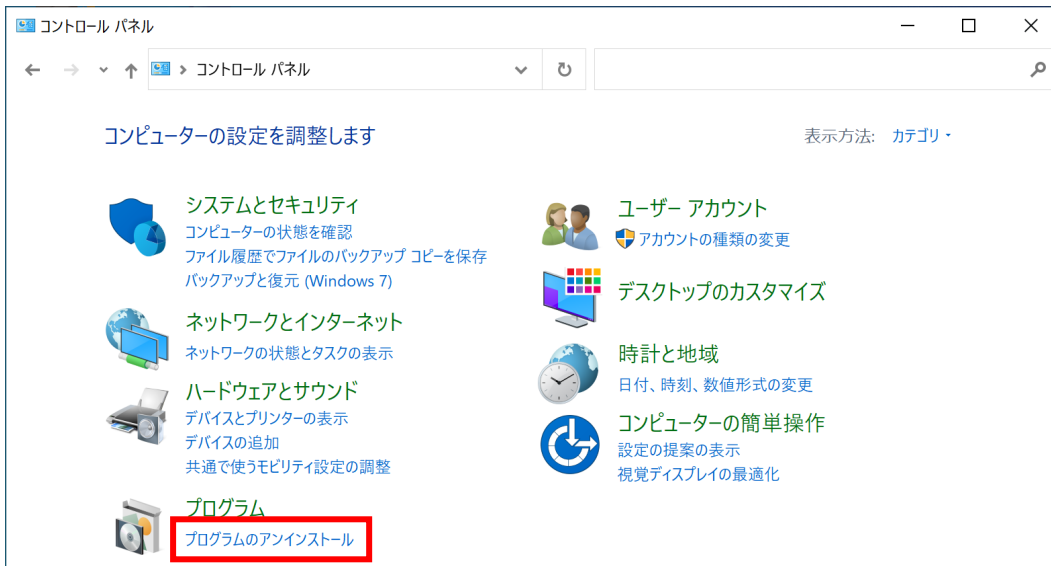 コントロール パネル
コントロール パネル
コンピューターの設定を調整します
表示方法: カテゴリ
システムとセキュリティ
コンピューターの状態を確認
ファイル履歴でファイルのバックアップ コピーを保存
バックアップと復元 (Windows 7)
ネットワークとインターネット
ネットワークの状態とタスクの表示
ハードウェアとサウンド
デバイスとプリンターの表示
デバイスの追加
共通で使うモビリティ設定の調整
プログラム
プログラムのアンインストール
ユーザー アカウント
アカウントの種類の変更
デスクトップのカスタマイズ
時計と地域
日付、時刻、数値形式の変更
コンピューターの簡単操作
設定の提案の表示
視覚ディスプレイの最適化